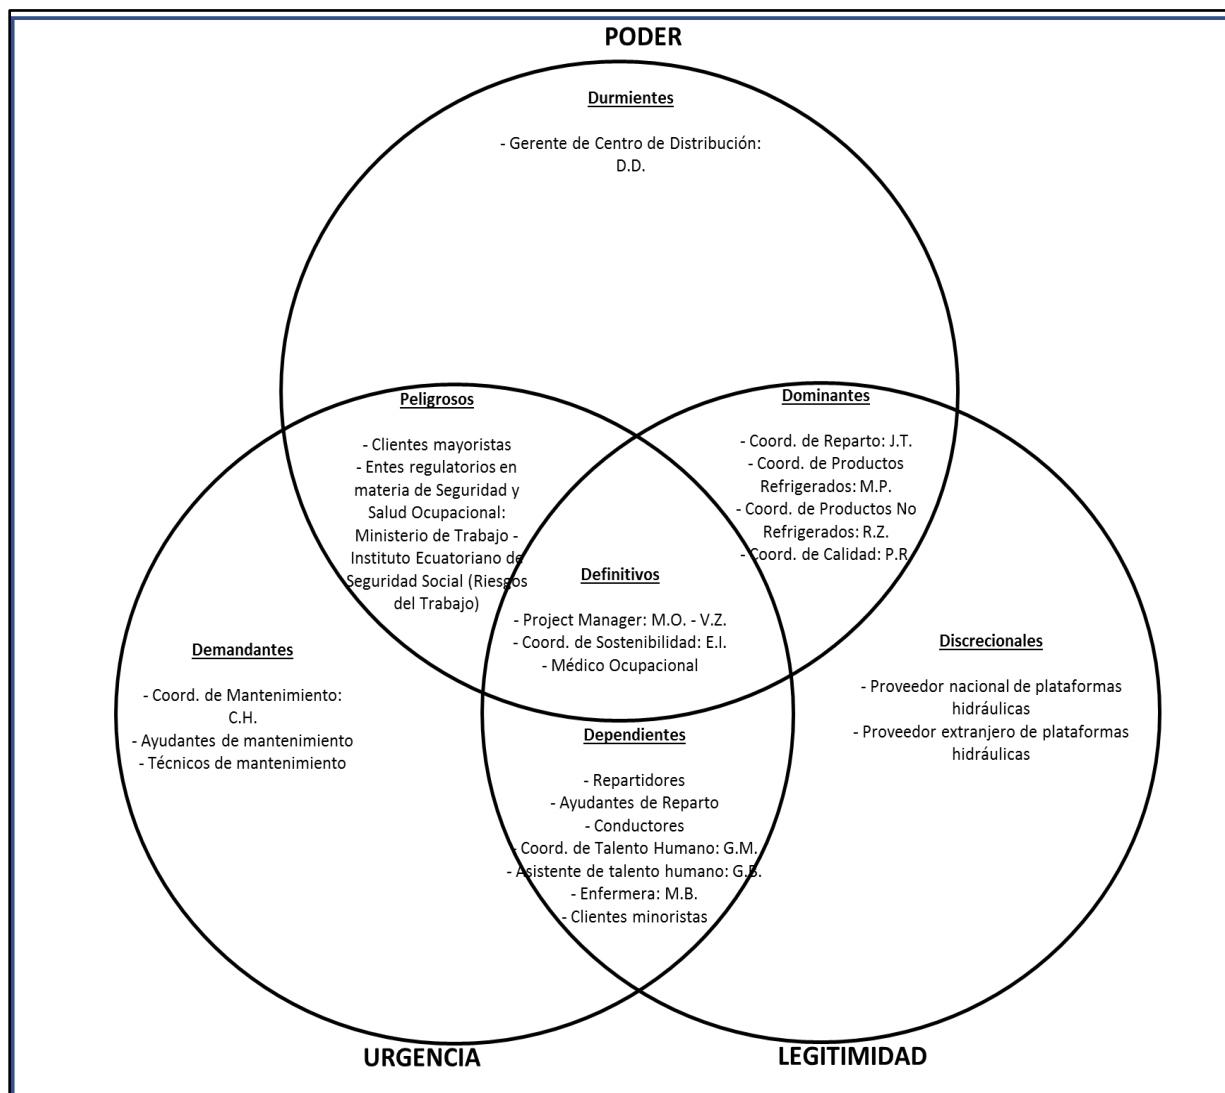 PODER
Durmientes
- Gerente de Centro de Distribución:
D.D.
Peligrosos
- Clientes mayoristas
- Entes regulatorios en
materia de Seguridad y
Salud Ocupacional:
Ministerio de Trabajo -
Instituto Ecuatoriano de
Seguridad Social (Riesgos
del Trabajo)
Dominantes
- Coord. de Reparto: J.T.
- Coord. de Productos
Refrigerados: M.P.
- Coord. de Productos No
Refrigerados: R.Z.
- Coord. de Calidad: P.R.
Definitivos
- Project Manager: M.O. - V.Z.
- Coord. de Sostenibilidad: E.I.
- Médico Ocupacional
Demandantes
- Coord. de Mantenimiento:
C.H.
- Ayudantes de mantenimiento
- Técnicos de mantenimiento
Discrecionales
- Proveedor nacional de plataformas
hidráulicas
- Proveedor extranjero de plataformas
hidráulicas
Dependientes
- Repartidores
- Ayudantes de Reparto
- Conductores
- Coord. de Talento Humano: G.M.
- Asistente de talento humano: G.B.
- Enfermera: M.B.
- Clientes minoristas
URGENCIA
LEGITIMIDAD